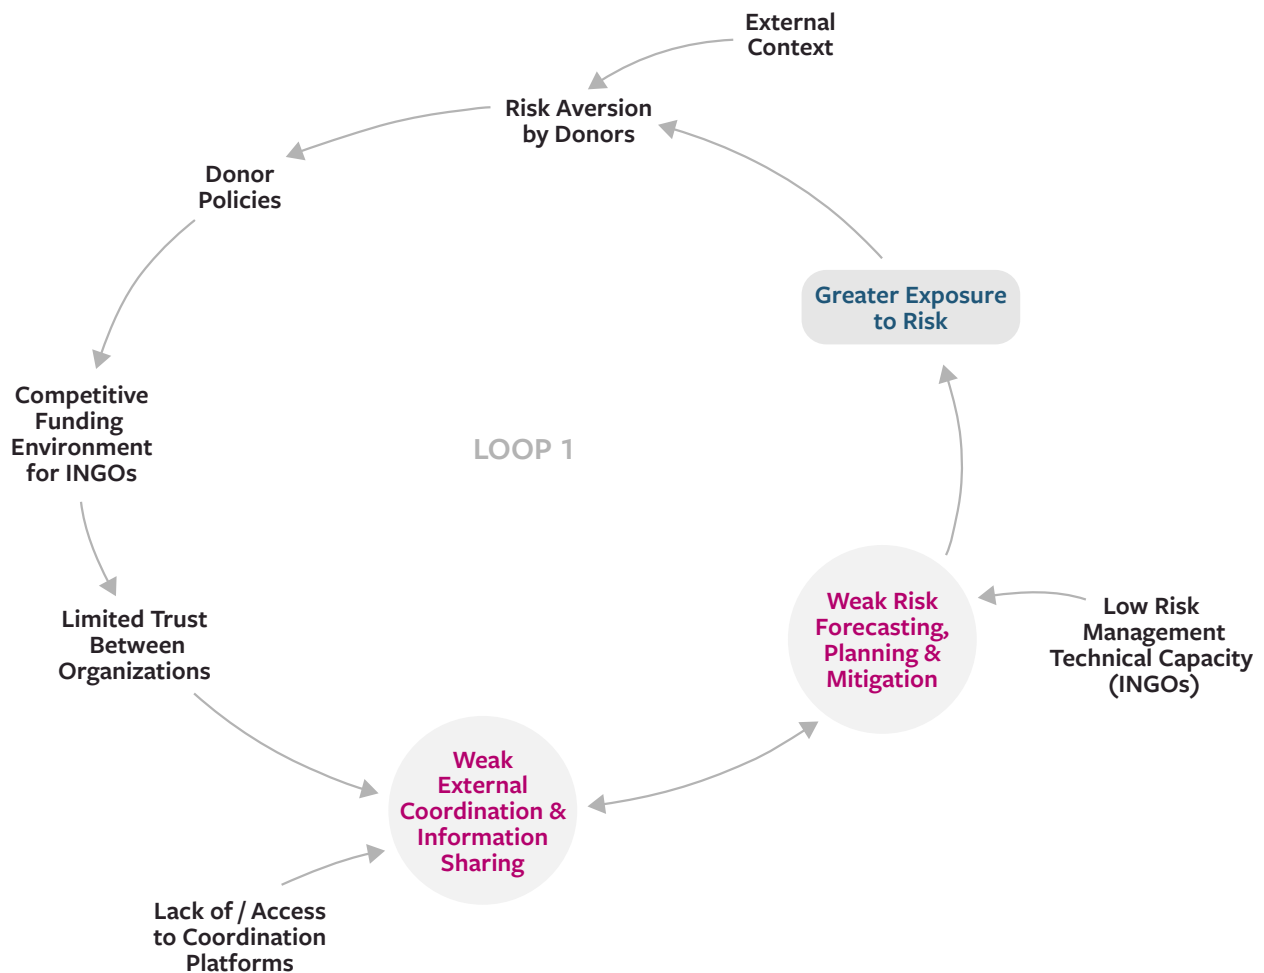 External
Context
Risk Aversion
by Donors
Donor
Policies
Greater Exposure
to Risk
Competitive
Funding
Environment
for INGOs
LOOP 1
Limited Trust
Between
Organizations
Weak Risk
Forecasting,
Planning &
Mitigation
Low Risk
Management
Technical Capacity
(INGOs)
Weak
External
Coordination &
Information
Sharing
Lack of / Access
to Coordination
Platforms